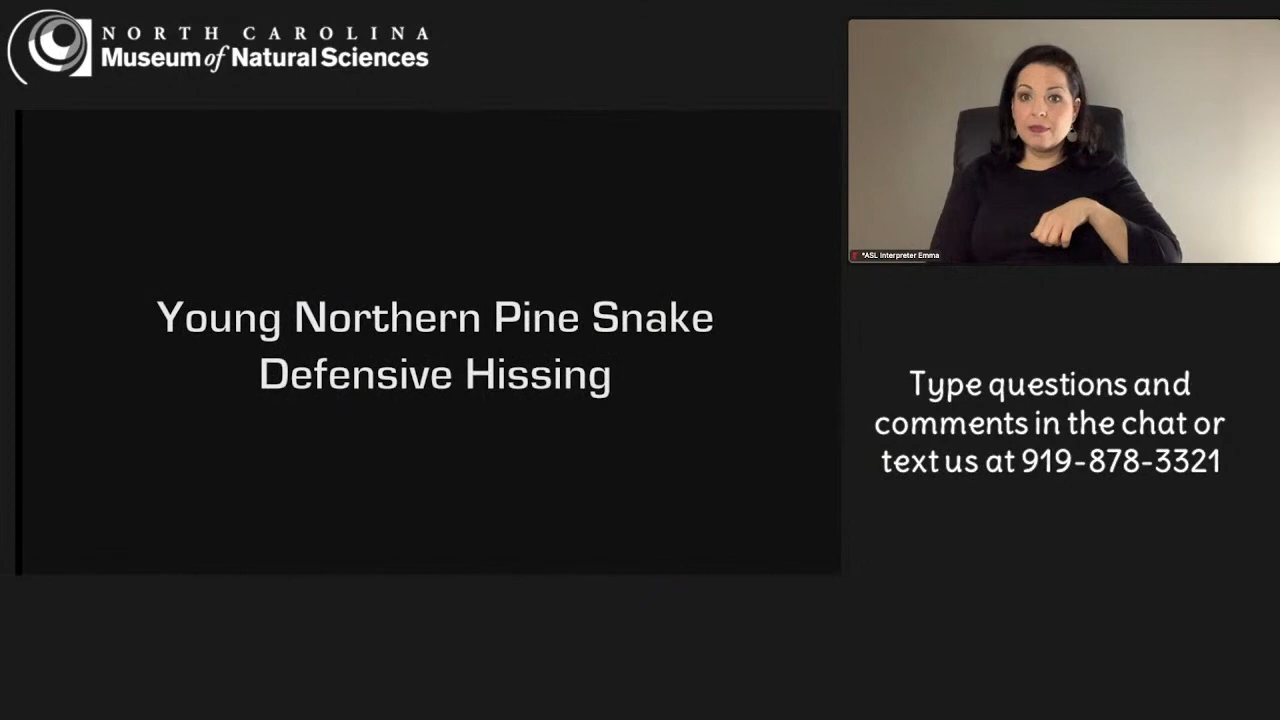 NORTH CAROLINA
Museum of Natural Sciences
Young Northern Pine Snake
Defensive Hissing
*ASL Interpreter Emma
Type questions and
comments in the chat or
text us at 919-878-3321